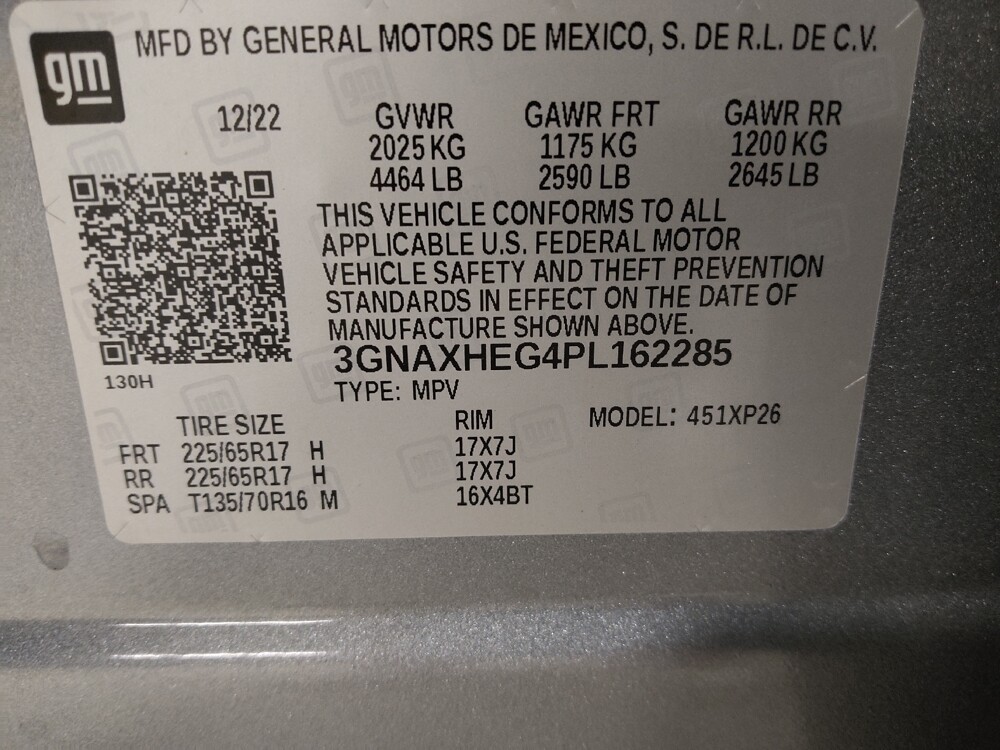 gm
MFD BY GENERAL MOTORS DE MEXICO, S. DE R.L. DE C.V.
12/22 GVWR GAWR FRT GAWR RR
2025 KG 1175 KG 1200 KG
4464 LB 2590 LB 2645 LB
THIS VEHICLE CONFORMS TO ALL
APPLICABLE U.S. FEDERAL MOTOR
VEHICLE SAFETY AND THEFT PREVENTION
STANDARDS IN EFFECT ON THE DATE OF
MANUFACTURE SHOWN ABOVE.
3GNAXHEG4PL162285
130H
TYPE: MPV
TIRE SIZE RIM MODEL: 451XP26
FRT 225/65R17 H 17X7J
RR 225/65R17 H 17X7J
SPA T135/70R16 M 16X4BT